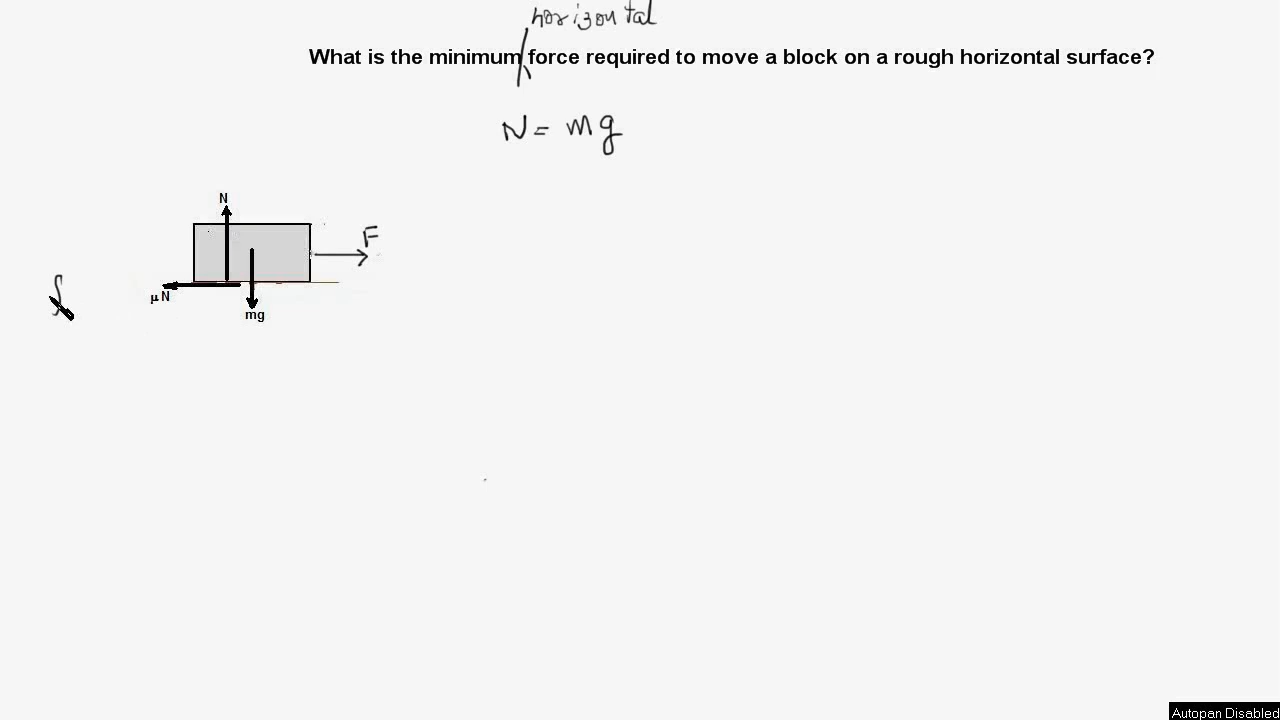 horizontal
What is the minimum force required to move a block on a rough horizontal surface?
N = mg
N
F
μN
mg
Autopan Disabled